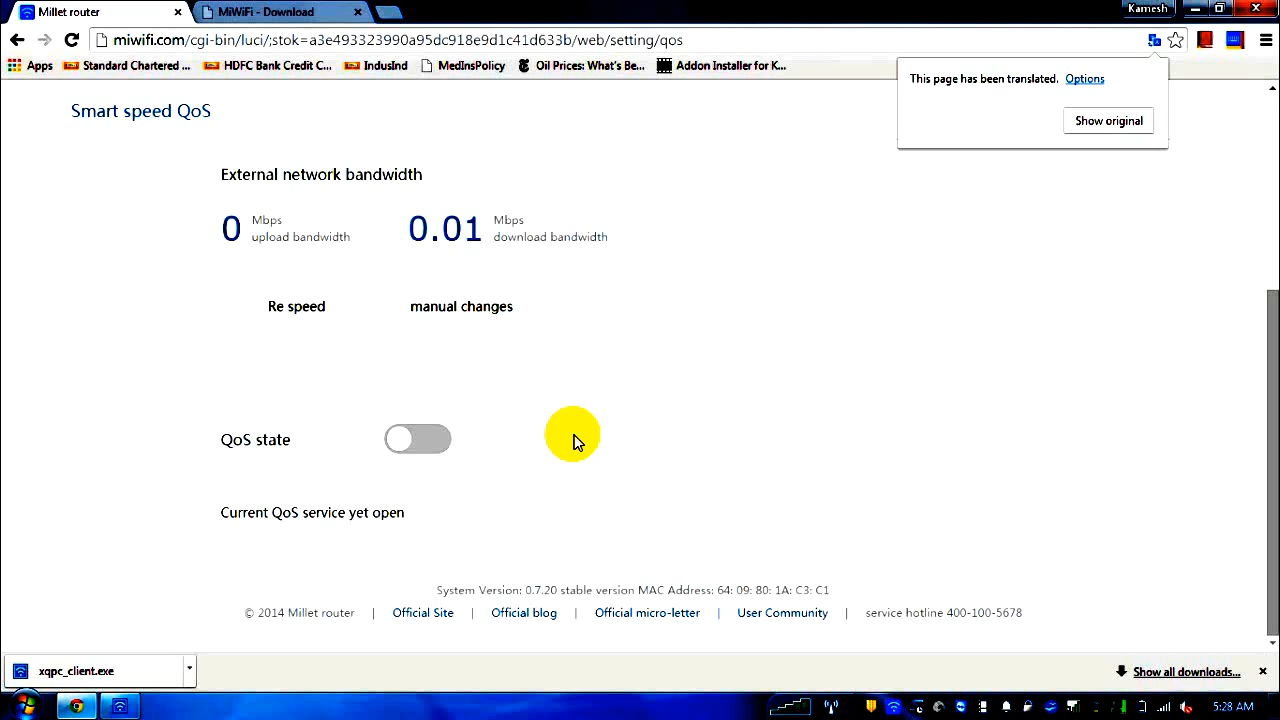 Millet router
MiWiFi - Download
Kamesh
miwifi.com/cgi-bin/luci/;stok=a3e493323990a95dc918e9d1c41d633b/web/setting/qos
Apps
Standard Chartered ...
HDFC Bank Credit C...
IndusInd
MedInsPolicy
Oil Prices: What's Be...
Addon Installer for K...
This page has been translated. Options
Show original
Smart speed QoS
External network bandwidth
0 Mbps upload bandwidth
0.01 Mbps download bandwidth
Re speed
manual changes
QoS state
Current QoS service yet open
System Version: 0.7.20 stable version MAC Address: 64: 09: 80: 1A: C3: C1
© 2014 Millet router | Official Site | Official blog | Official micro-letter | User Community | service hotline 400-100-5678
xqpc_client.exe
Show all downloads...
5:28 AM